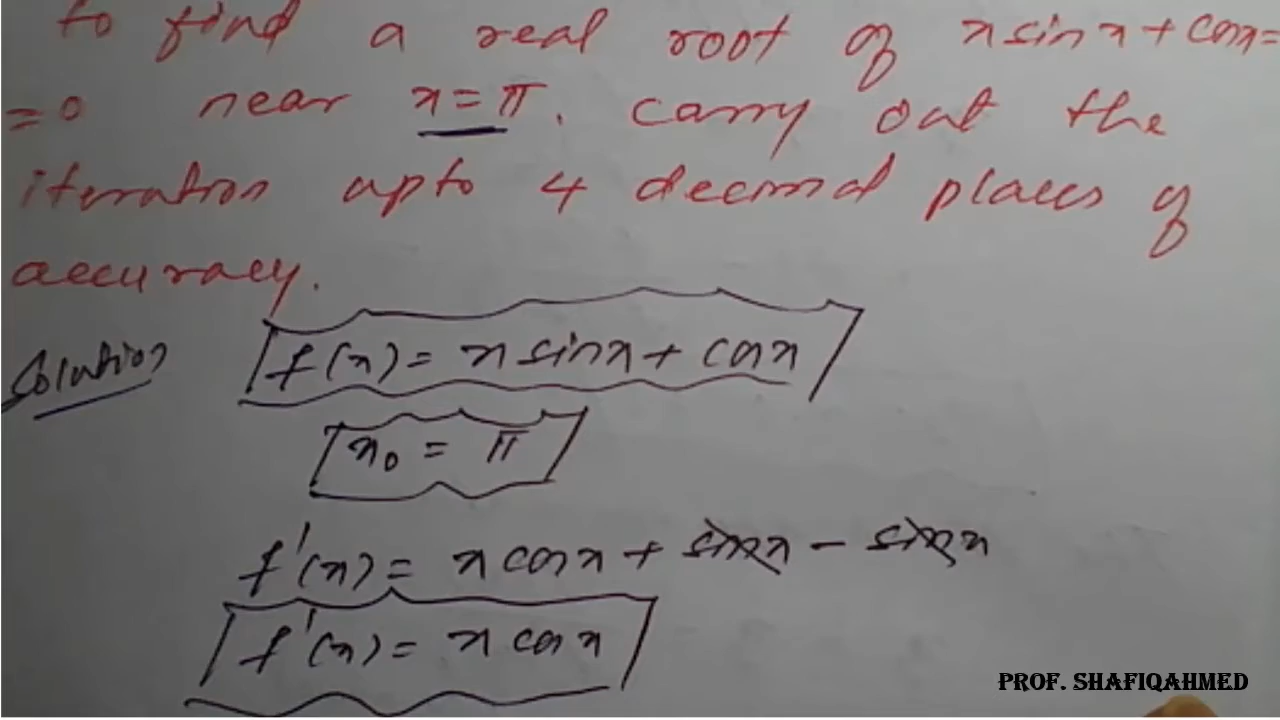 to find a real root of x sin x + cos x =
= 0 near x = π. Carry out the
iteration upto 4 decimal places of
accuracy.
Solution f(x) = x sin x + cos x
x₀ = π
f'(x) = x cos x + sin x − sin x
f'(x) = x cos x
PROF. SHAFIQAHMED